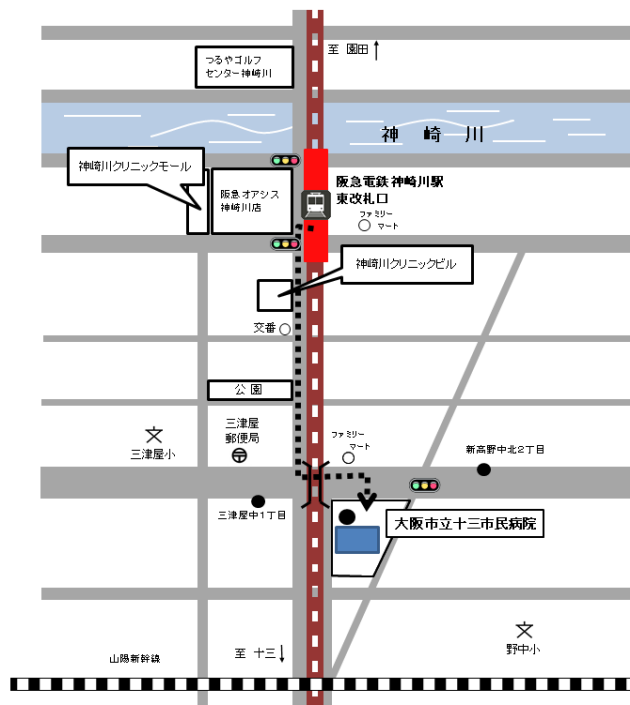 至 園田
つるやゴルフ
センター神崎川
神崎川
神崎川クリニックモール
阪急オアシス
神崎川店
阪急電鉄神崎川駅
東改札口
ファミリー
マート
神崎川クリニックビル
交番
公園
三津屋
郵便局
ファミリー
マート
三津屋小
新高野中北2丁目
三津屋中1丁目
大阪市立十三市民病院
野中小
至 十三
山陽新幹線